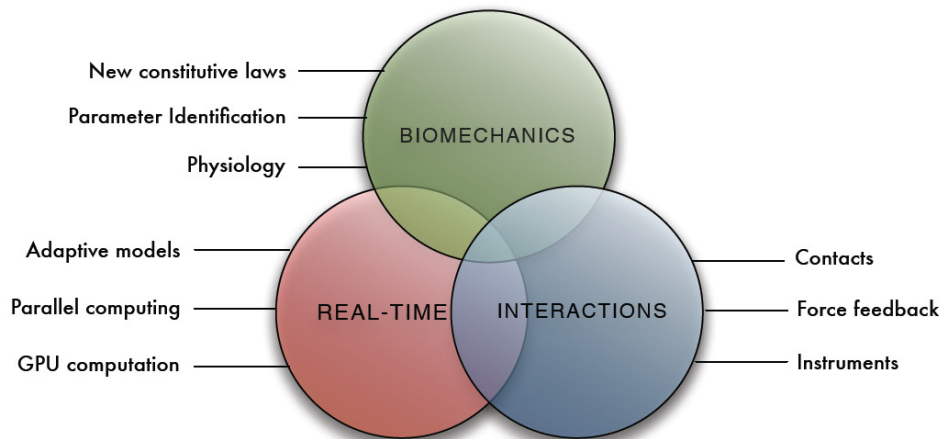 New constitutive laws
Parameter Identification
Physiology
BIOMECHANICS
Adaptive models
Parallel computing
GPU computation
REAL-TIME
INTERACTIONS
Contacts
Force feedback
Instruments